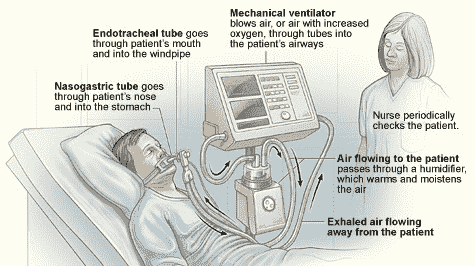 Mechanical ventilator
blows air, or air with increased
oxygen, through tubes into
the patient's airways
Endotracheal tube goes
through patient's mouth
and into the windpipe
Nasogastric tube goes
through patient's nose
and into the stomach
Nurse periodically
checks the patient.
Air flowing to the patient
passes through a humidifier,
which warms and moistens
the air
Exhaled air flowing
away from the patient